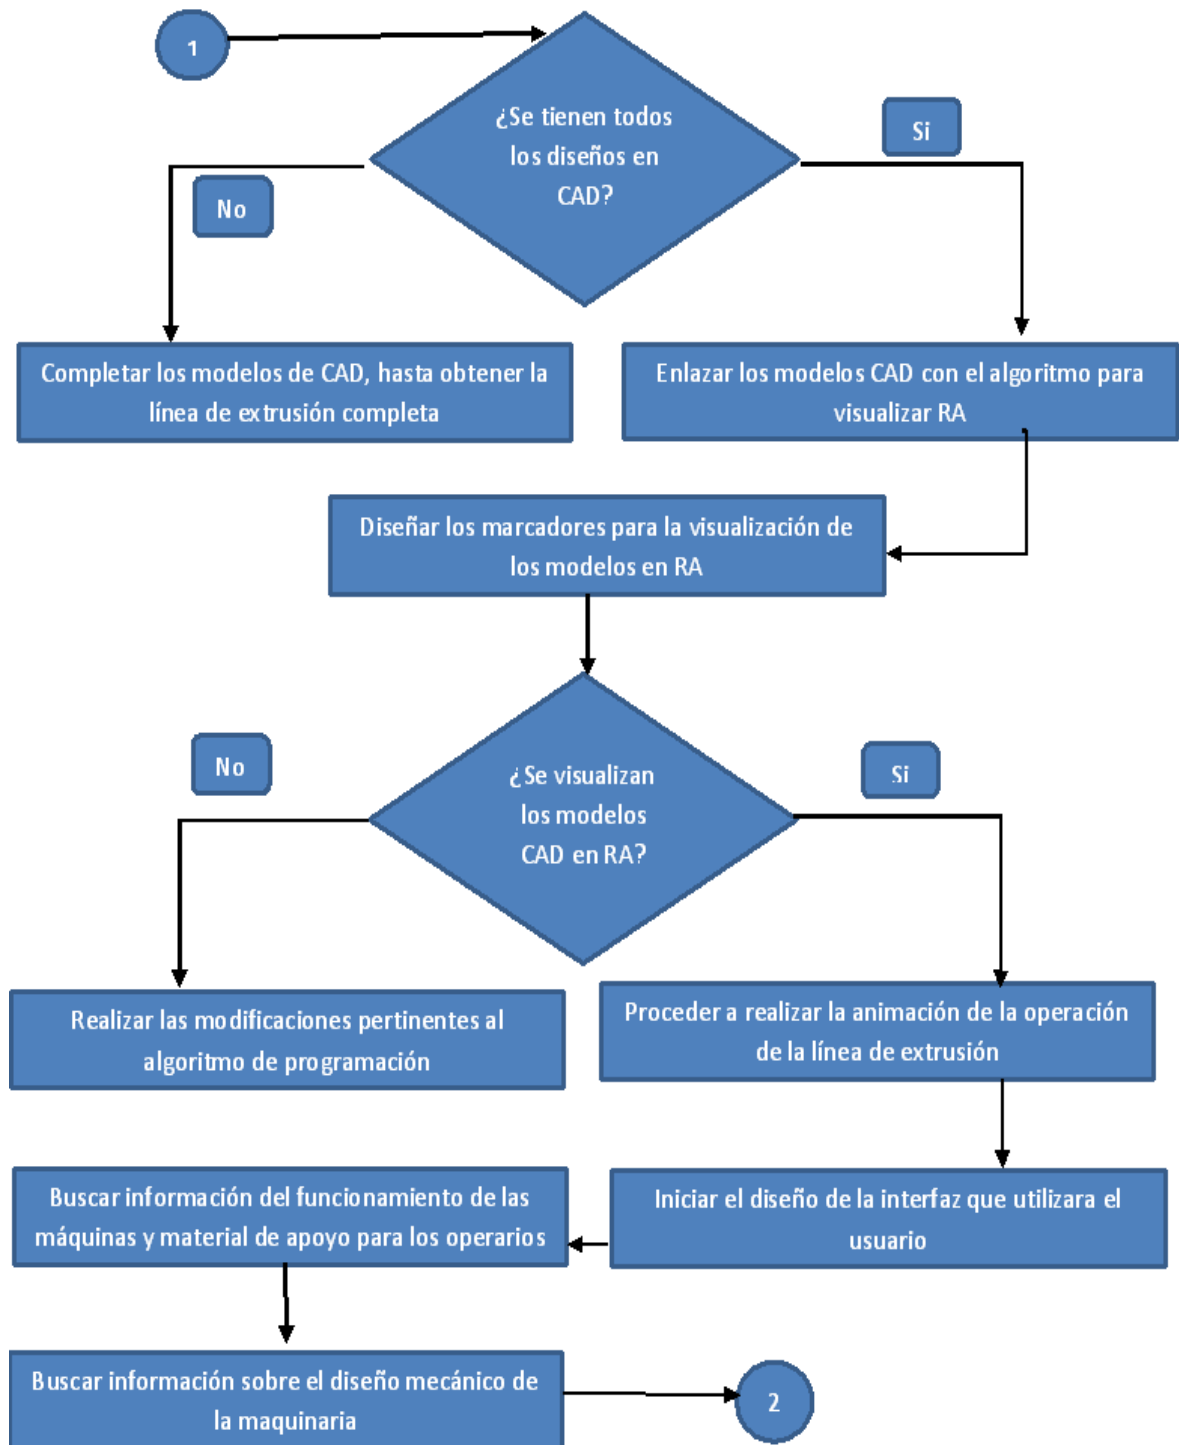 1
¿Se tienen todos
los diseños en
CAD?
Si
No
Completar los modelos de CAD, hasta obtener la
línea de extrusión completa
Enlazar los modelos CAD con el algoritmo para
visualizar RA
Diseñar los marcadores para la visualización de
los modelos en RA
¿Se visualizan
los modelos
CAD en RA?
No
Si
Realizar las modificaciones pertinentes al
algoritmo de programación
Proceder a realizar la animación de la operación
de la línea de extrusión
Buscar información del funcionamiento de las
máquinas y material de apoyo para los operarios
Iniciar el diseño de la interfaz que utilizara el
usuario
Buscar información sobre el diseño mecánico de
la maquinaria
2